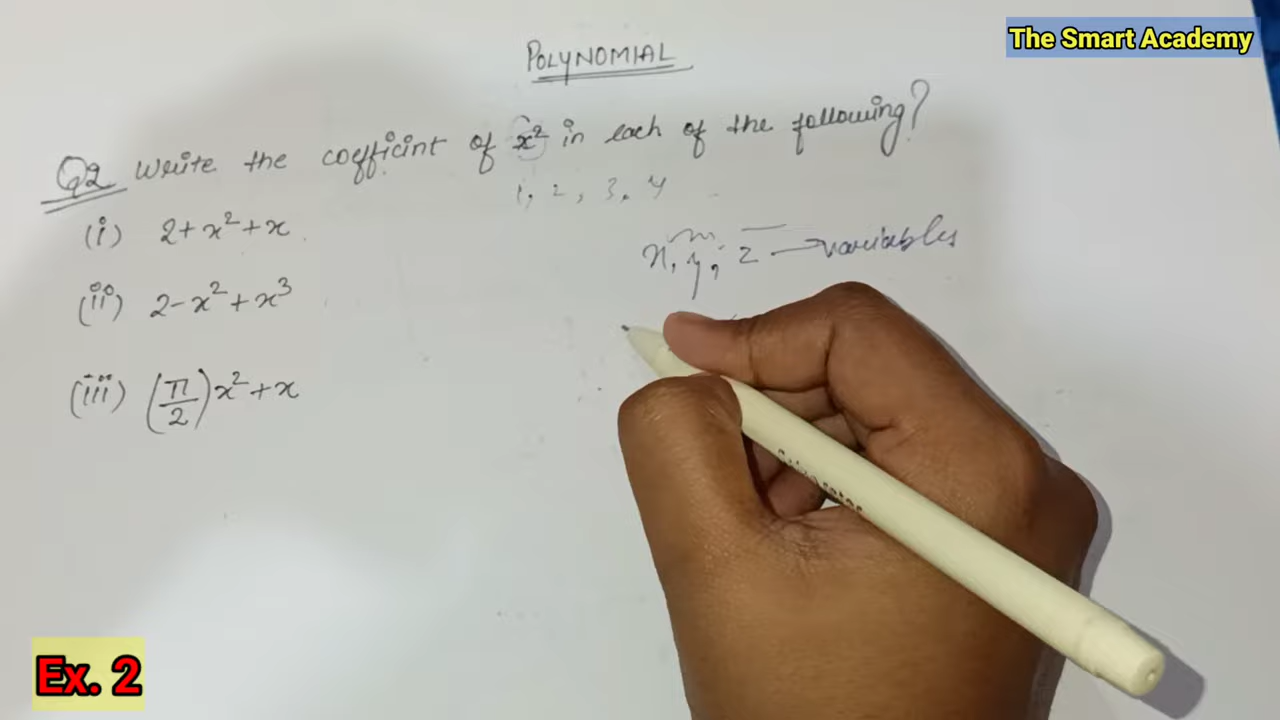 The Smart Academy
POLYNOMIAL
Q2 Write the coefficint of x² in each of the following?
1, 2, 3, 4
(i) 2+x²+x
x, y, z → variables
(ii) 2-x²+x³
(iii) (π/2)x²+x
Ex. 2